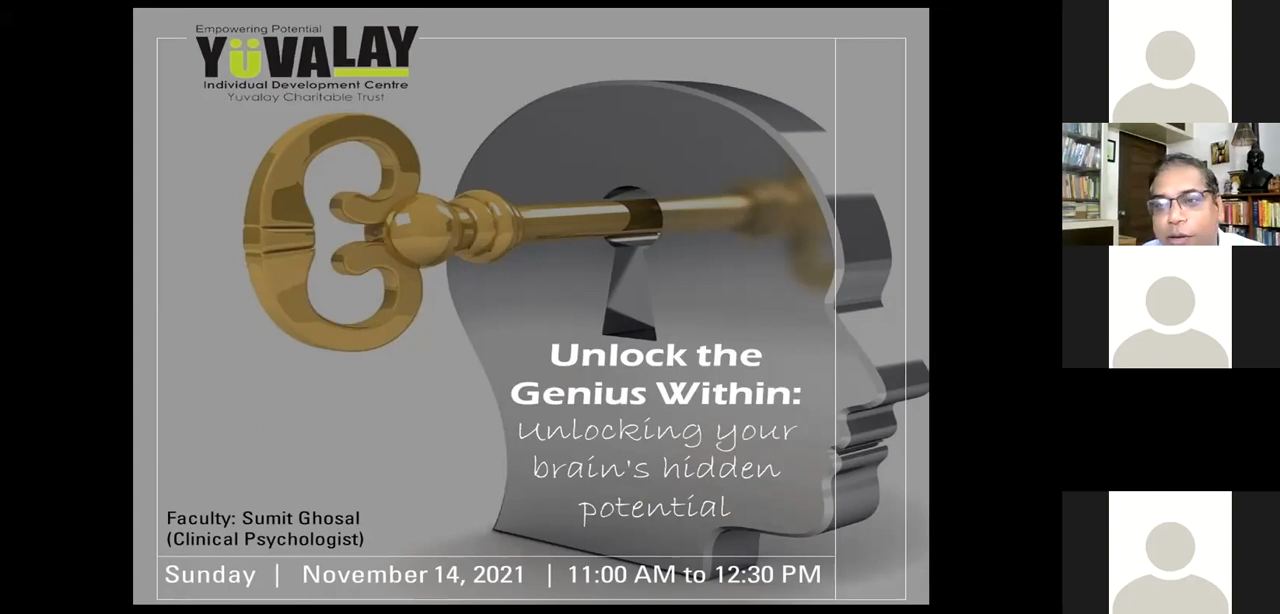 Empowering Potential
YüVALAY
Individual Development Centre
Yuvalay Charitable Trust
Unlock the
Genius Within:
Unlocking your
brain's hidden
potential
Faculty: Sumit Ghosal
(Clinical Psychologist)
Sunday | November 14, 2021 | 11:00 AM to 12:30 PM